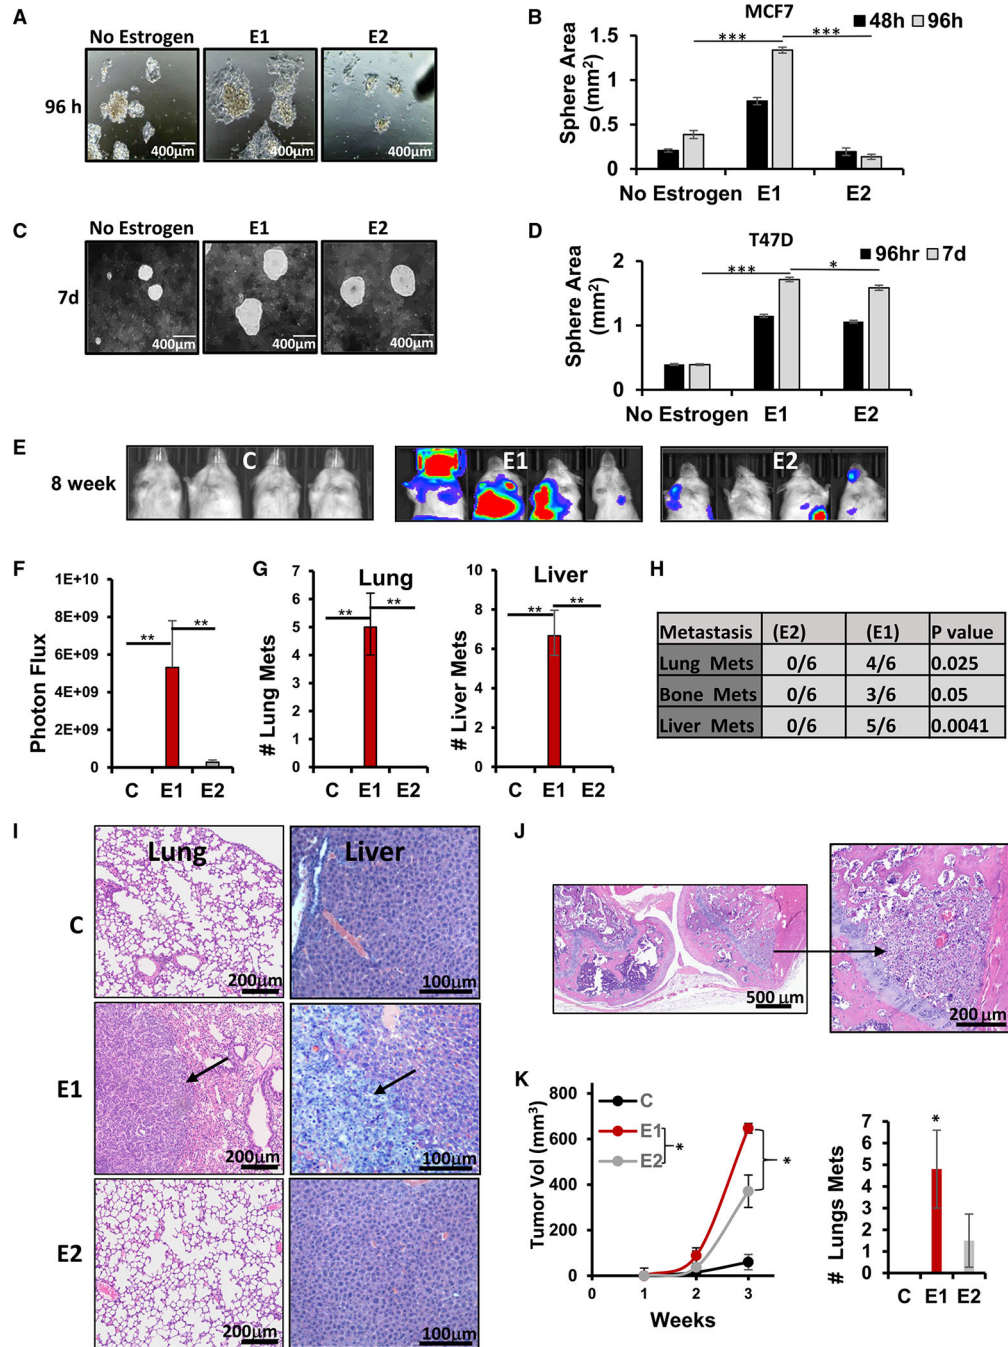 A
No Estrogen E1 E2
96 h
400μm 400μm 400μm
B
MCF7
48h 96h
Sphere Area
(mm²)
1.5
1
0.5
0
*** ***
No Estrogen E1 E2
C
No Estrogen E1 E2
7d
400μm 400μm 400μm
D
T47D
96hr 7d
Sphere Area
(mm²)
2
1
0
*** *
No Estrogen E1 E2
E
8 week
C E1 E2
F
Photon Flux
1E+10
8E+09
6E+09
4E+09
2E+09
0
** **
C E1 E2
G
Lung
# Lung Mets
7
6
5
4
3
2
1
0
** **
C E1 E2
Liver
# Liver Mets
10
8
6
4
2
0
** **
C E1 E2
H
Metastasis (E2) (E1) P value
Lung Mets 0/6 4/6 0.025
Bone Mets 0/6 3/6 0.05
Liver Mets 0/6 5/6 0.0041
I
Lung Liver
C
200μm 100μm
E1
200μm 100μm
E2
200μm 100μm
J
500 μm
200 μm
K
Tumor Vol (mm³)
800
600
400
200
0
C
E1
E2
*
*
0 1 2 3
Weeks
# Lungs Mets
7
6
5
4
3
2
1
0
*
C E1 E2